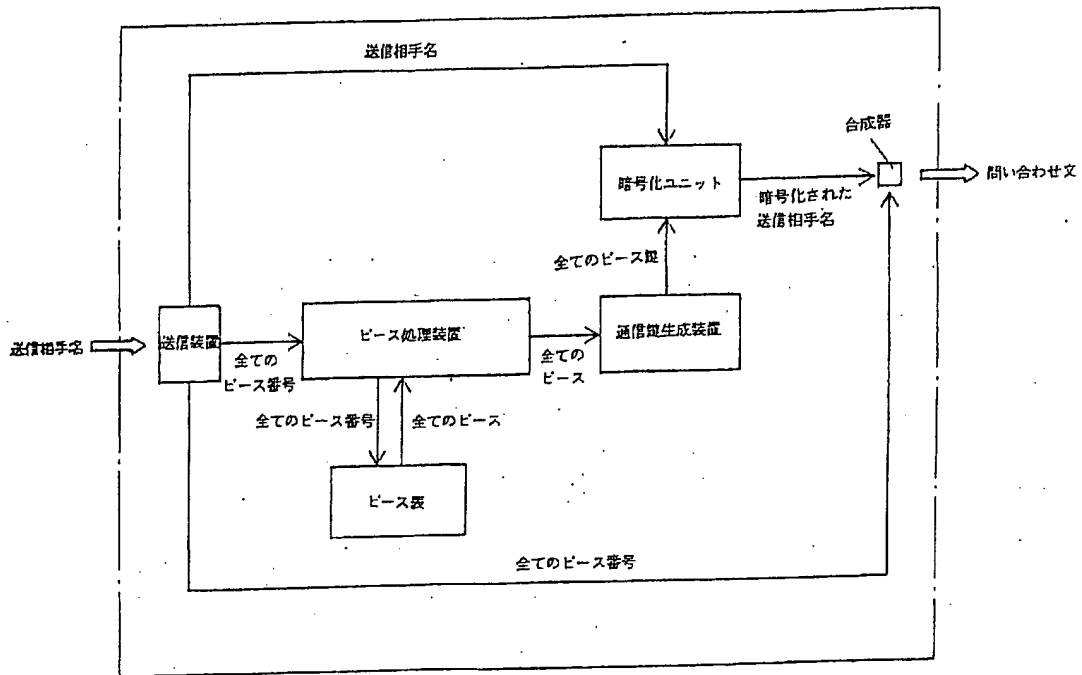 送信相手名
合成器
暗号化ユニット
問い合わせ文
暗号化された
送信相手名
全てのピース鍵
送信相手名
送信装置
ピース処理装置
通信鍵生成装置
全ての
ピース番号
全ての
ピース
全てのピース番号
全てのピース
ピース表
全てのピース番号